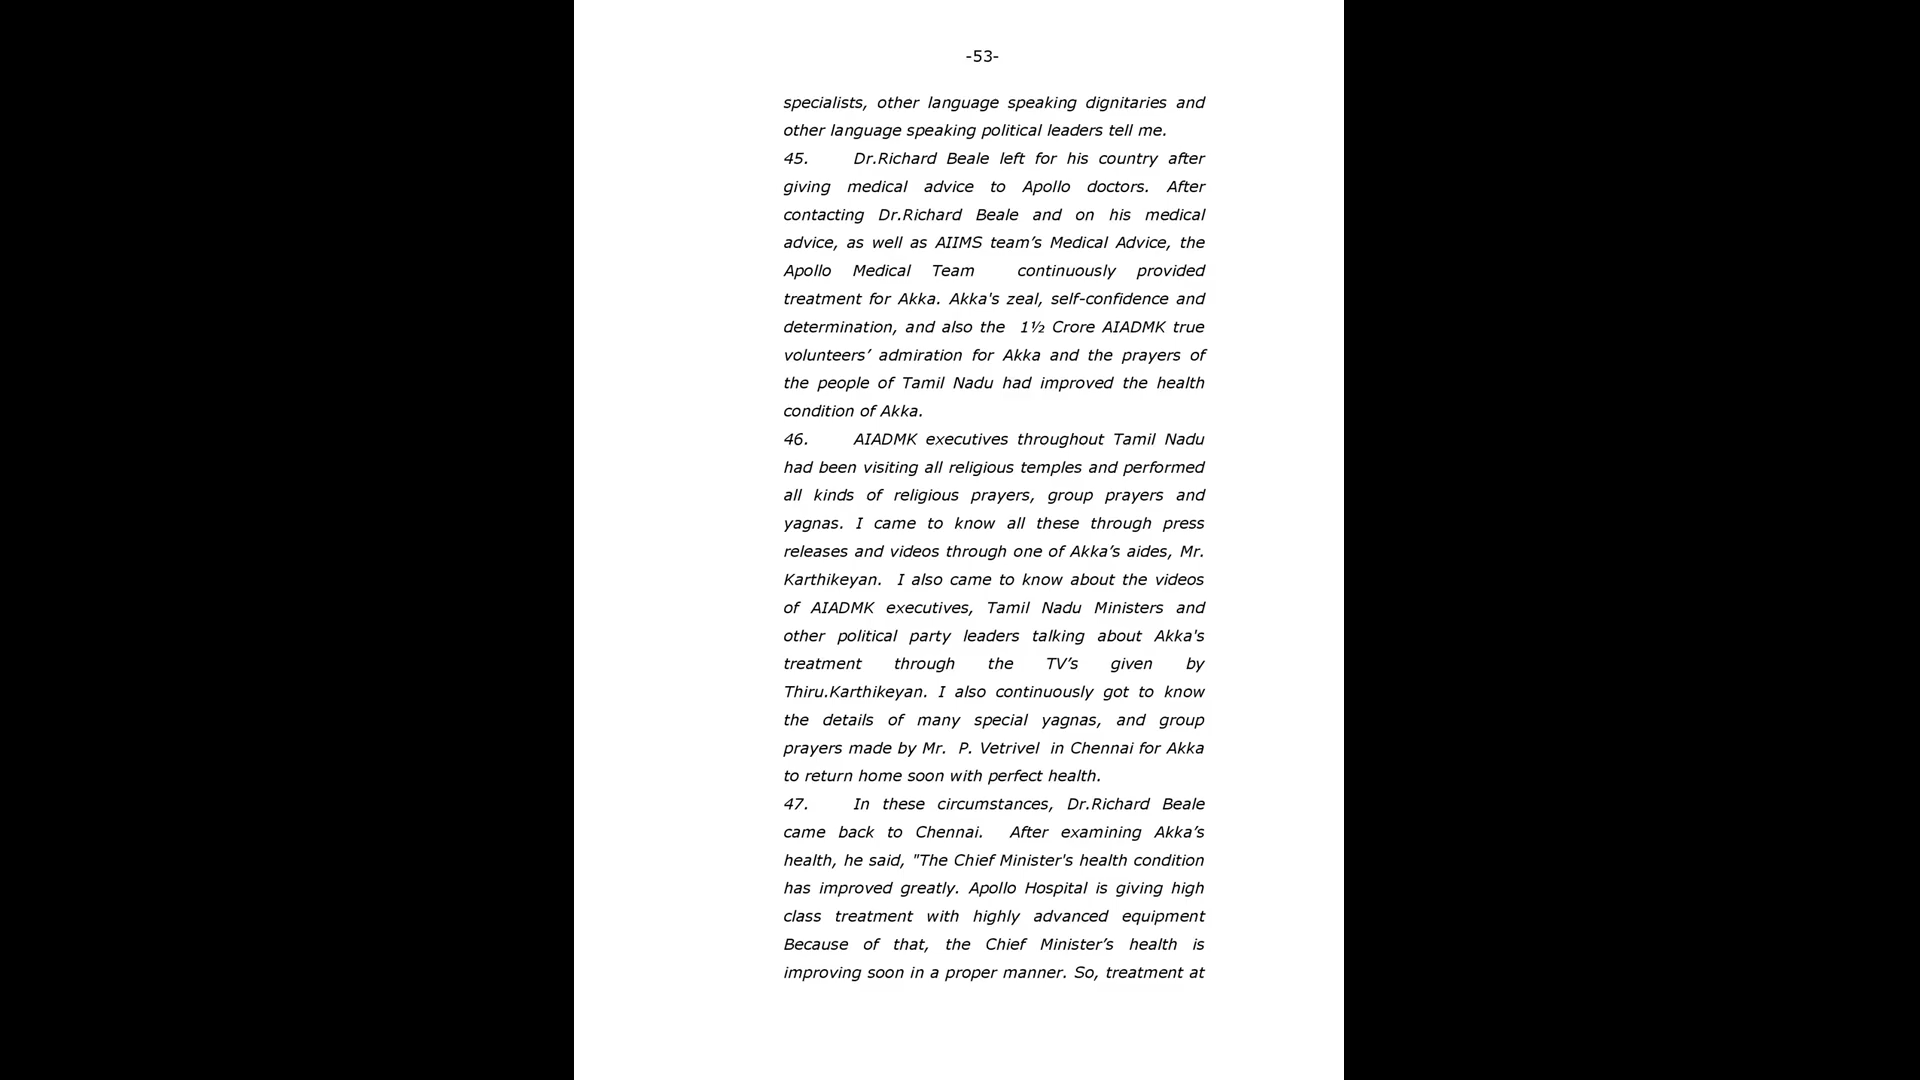 -53-
specialists, other language speaking dignitaries and
other language speaking political leaders tell me.
45. Dr.Richard Beale left for his country after
giving medical advice to Apollo doctors. After
contacting Dr.Richard Beale and on his medical
advice, as well as AIIMS team’s Medical Advice, the
Apollo Medical Team continuously provided
treatment for Akka. Akka's zeal, self-confidence and
determination, and also the 1½ Crore AIADMK true
volunteers’ admiration for Akka and the prayers of
the people of Tamil Nadu had improved the health
condition of Akka.
46. AIADMK executives throughout Tamil Nadu
had been visiting all religious temples and performed
all kinds of religious prayers, group prayers and
yagnas. I came to know all these through press
releases and videos through one of Akka’s aides, Mr.
Karthikeyan. I also came to know about the videos
of AIADMK executives, Tamil Nadu Ministers and
other political party leaders talking about Akka's
treatment through the TV’s given by
Thiru.Karthikeyan. I also continuously got to know
the details of many special yagnas, and group
prayers made by Mr. P. Vetrivel in Chennai for Akka
to return home soon with perfect health.
47. In these circumstances, Dr.Richard Beale
came back to Chennai. After examining Akka’s
health, he said, "The Chief Minister's health condition
has improved greatly. Apollo Hospital is giving high
class treatment with highly advanced equipment
Because of that, the Chief Minister’s health is
improving soon in a proper manner. So, treatment at